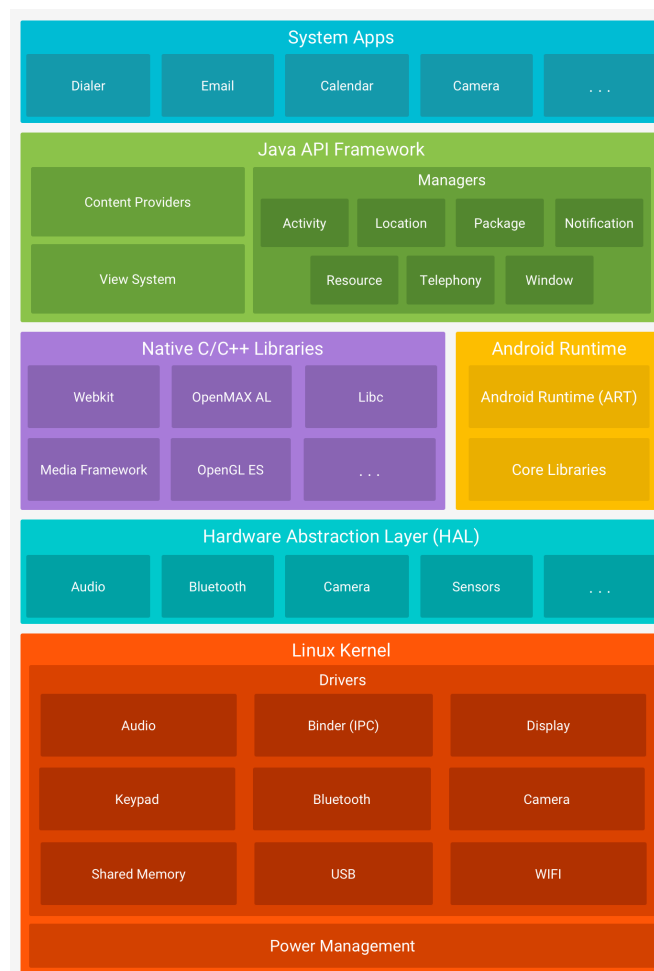 System Apps
Dialer
Email
Calendar
Camera
. . .
Java API Framework
Content Providers
View System
Managers
Activity
Location
Package
Notification
Resource
Telephony
Window
Native C/C++ Libraries
Webkit
OpenMAX AL
Libc
Media Framework
OpenGL ES
. . .
Android Runtime
Android Runtime (ART)
Core Libraries
Hardware Abstraction Layer (HAL)
Audio
Bluetooth
Camera
Sensors
. . .
Linux Kernel
Drivers
Audio
Binder (IPC)
Display
Keypad
Bluetooth
Camera
Shared Memory
USB
WIFI
Power Management